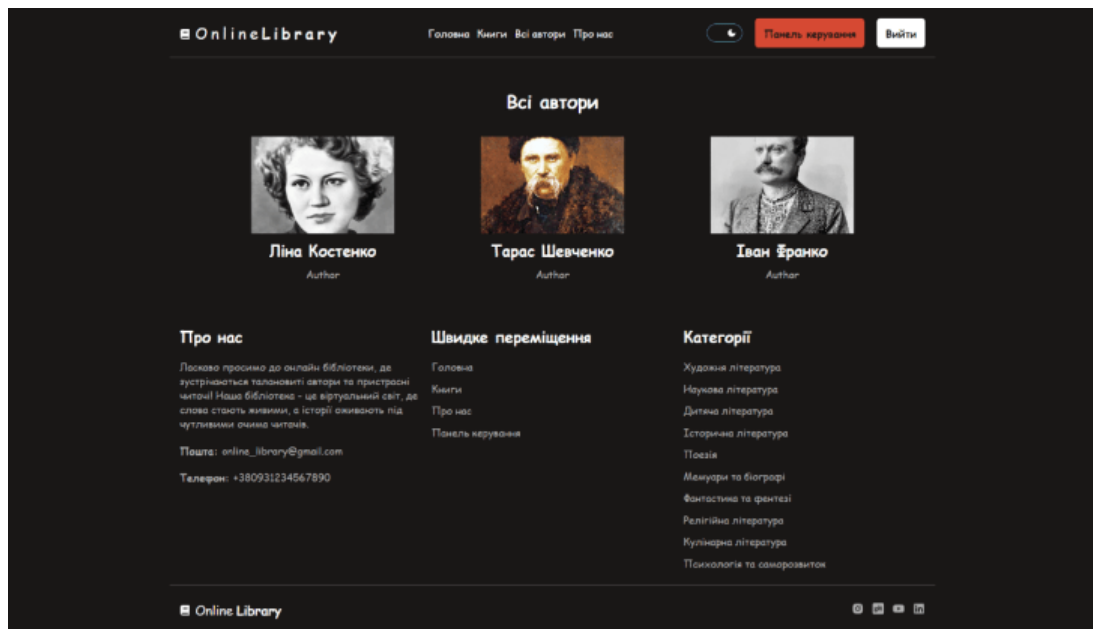 OnlineLibrary
Головна Книги Всі автори Про нас
Панель керування
Вийти
Всі автори
Ліна Костенко
Author
Тарас Шевченко
Author
Іван Франко
Author
Про нас
Ласкаво просимо до онлайн бібліотеки, де
зустрічаються талановиті автори та пристрасні
читачі! Наша бібліотека - це віртуальний світ, де
слова стають живими, а історії оживають під
чутливими очима читачів.
Пошта: online_library@gmail.com
Телефон: +380931234567890
Швидке переміщення
Головна
Книги
Про нас
Панель керування
Категорії
Художня література
Наукова література
Дитяча література
Історична література
Поезія
Мемуари та біографі
Фантастика та фентезі
Релігійна література
Кулінарна література
Психологія та саморозвиток
Online Library